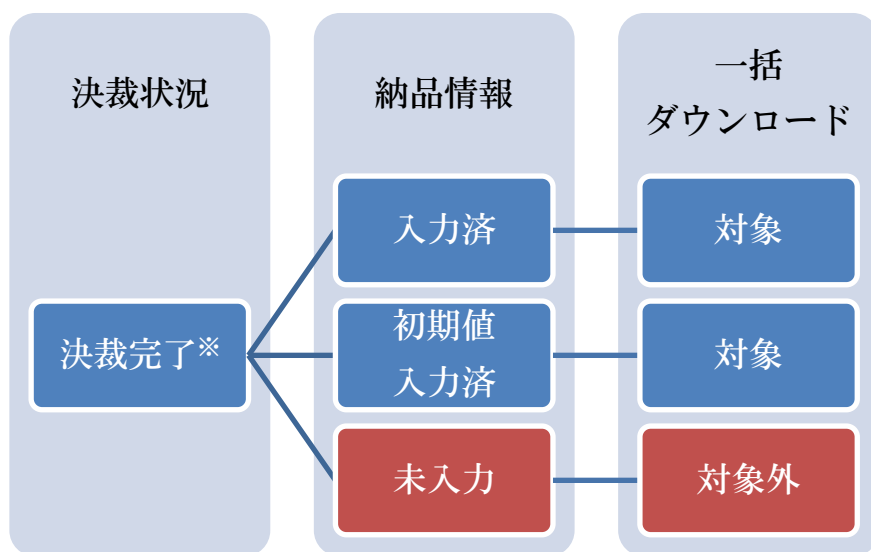 決裁状況
納品情報
一括
ダウンロード
決裁完了※
入力済
対象
初期値
入力済
対象
未入力
対象外